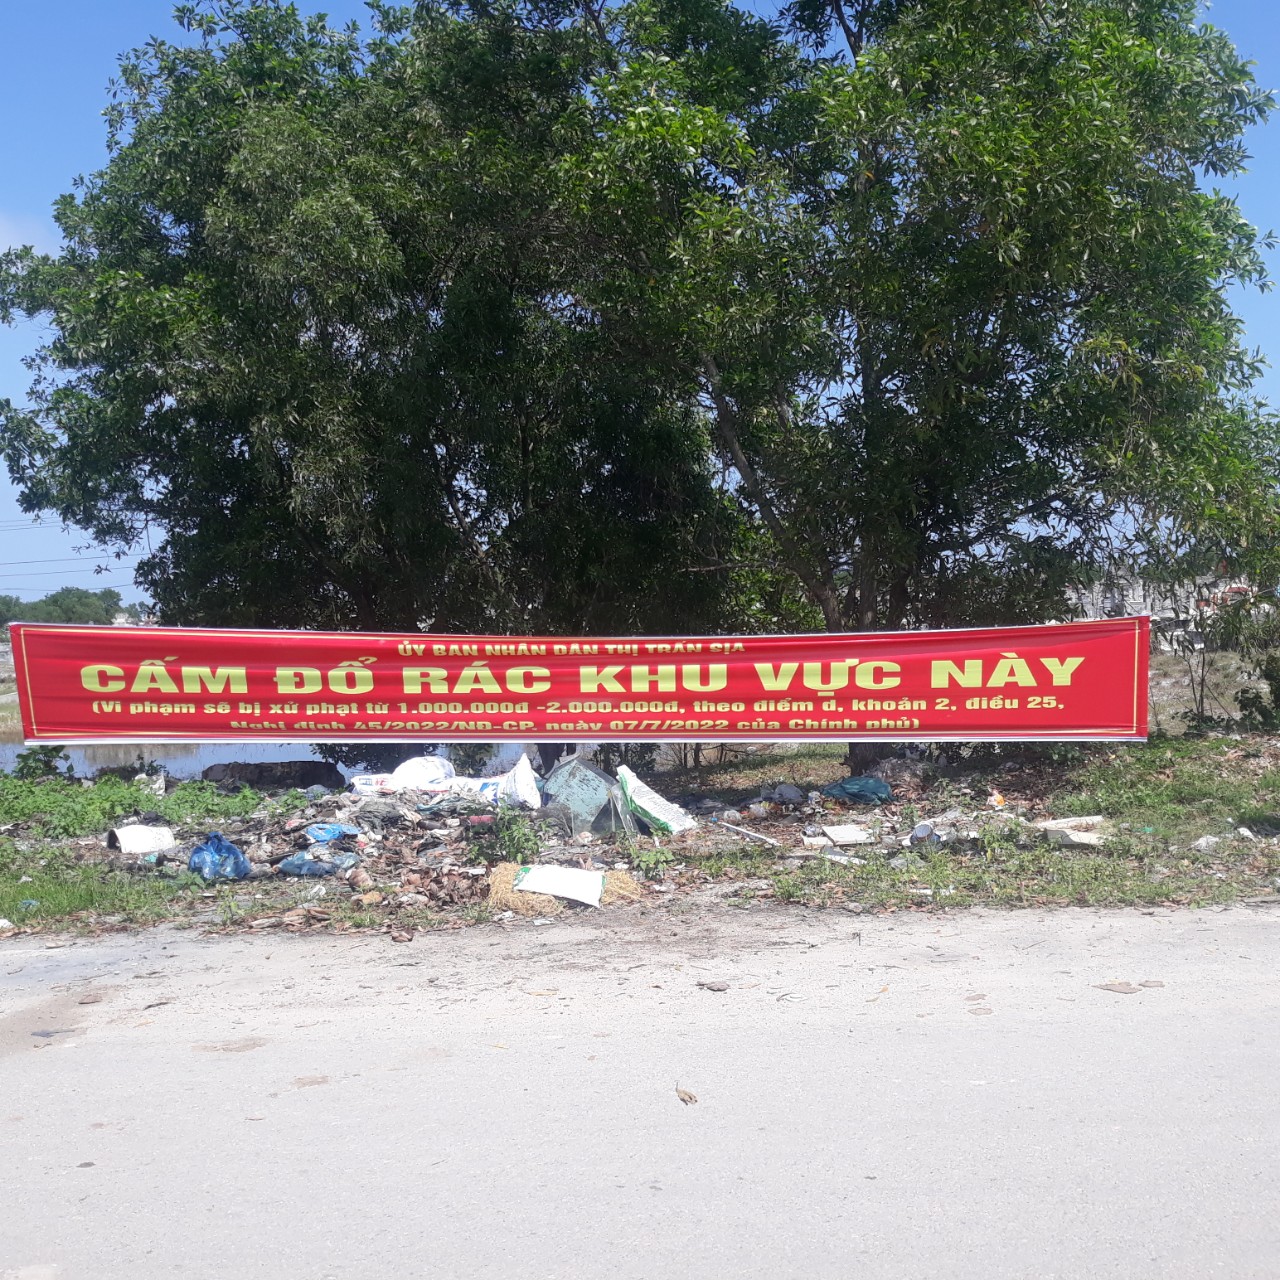 ỦY BAN NHÂN DÂN THỊ TRẤN SỊA
CẤM ĐỔ RÁC KHU VỰC NÀY
(Vi phạm sẽ bị xử phạt từ 1.000.000đ -2.000.000đ, theo điểm d, khoản 2, điều 25,
Nghị định 45/2022/NĐ-CP, ngày 07/7/2022 của Chính phủ)